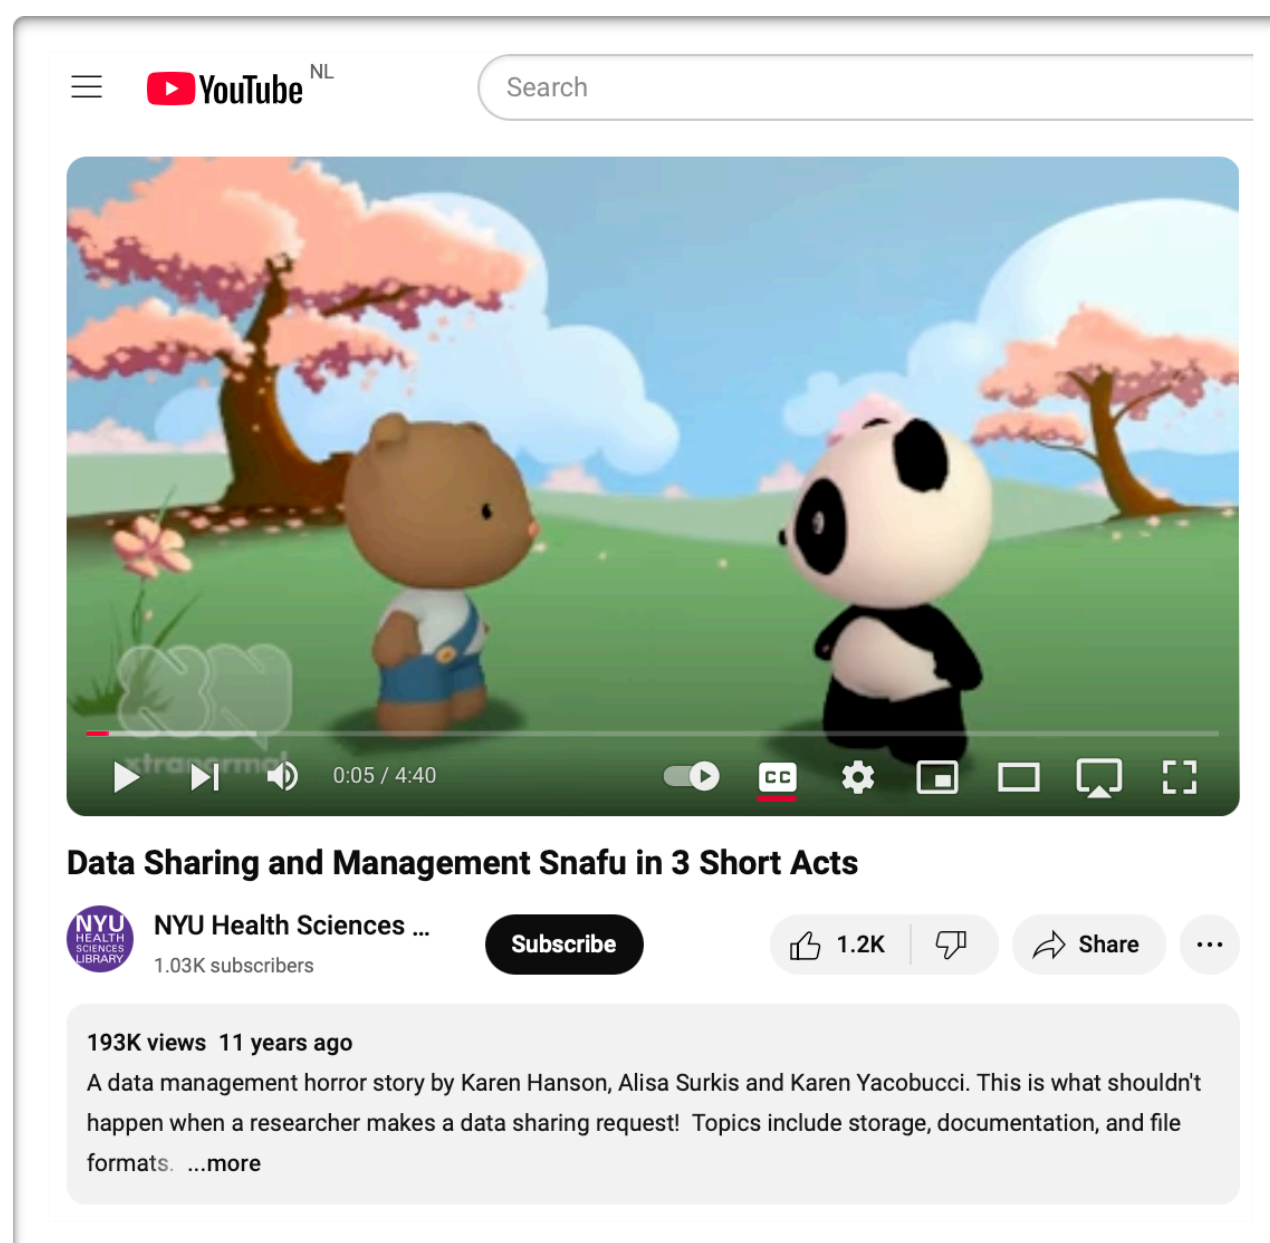 YouTube NL
Search
xtranormal
0:05 / 4:40
CC
Data Sharing and Management Snafu in 3 Short Acts
NYU
HEALTH
SCIENCES
LIBRARY
NYU Health Sciences ...
1.03K subscribers
Subscribe
1.2K
Share
193K views 11 years ago
A data management horror story by Karen Hanson, Alisa Surkis and Karen Yacobucci. This is what shouldn't
happen when a researcher makes a data sharing request! Topics include storage, documentation, and file
formats. ...more